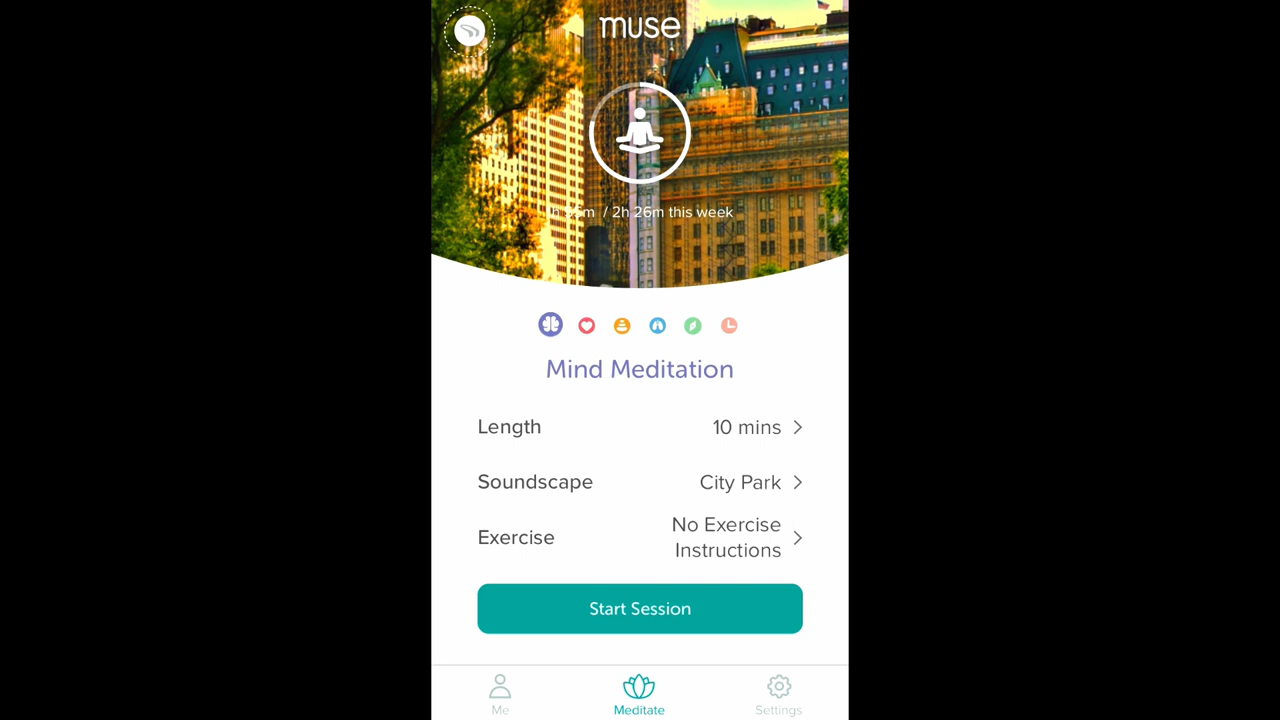 muse
/ 2h 26m this week
Mind Meditation
Length
10 mins
Soundscape
City Park
Exercise
No Exercise
Instructions
Start Session
Me
Meditate
Settings